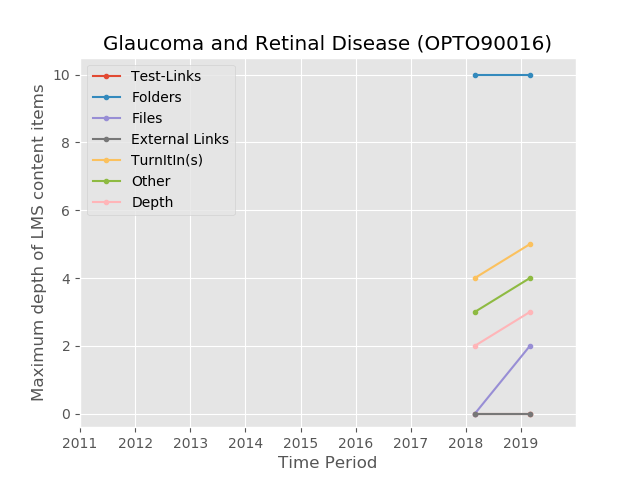 Glaucoma and Retinal Disease (OPTO90016)
Maximum depth of LMS content items
10
8
6
4
2
0
Test-Links
Folders
Files
External Links
TurnItIn(s)
Other
Depth
2011 2012 2013 2014 2015 2016 2017 2018 2019
Time Period